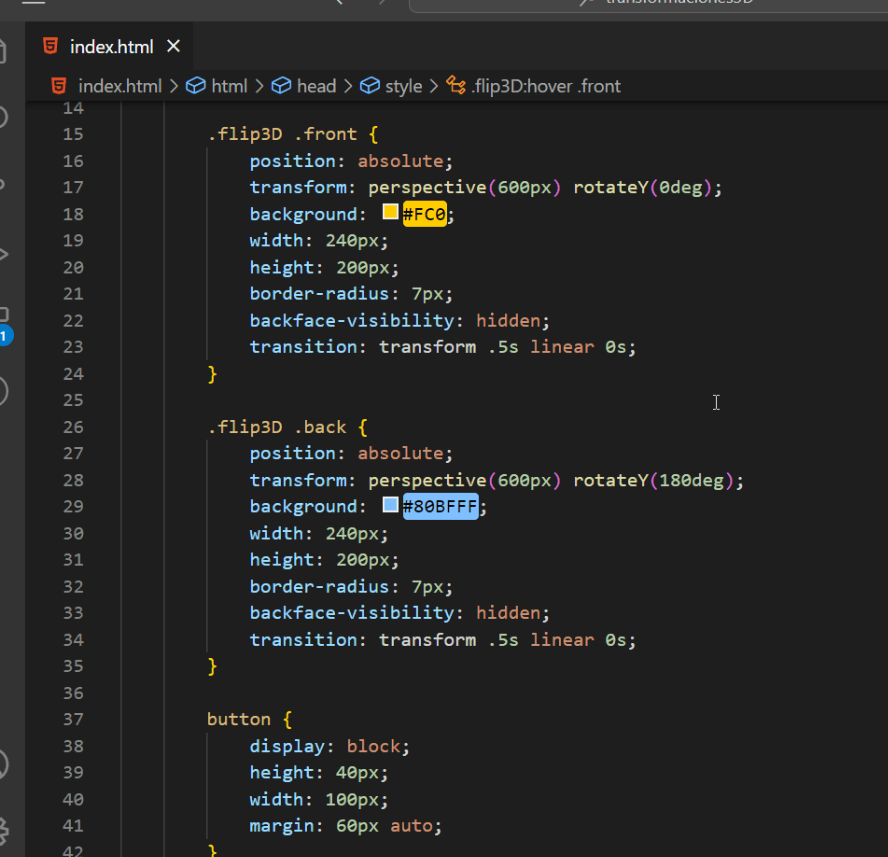 transformaciones3D
index.html
index.html > html > head > style > .flip3D:hover .front
14
15 .flip3D .front {
16 position: absolute;
17 transform: perspective(600px) rotateY(0deg);
18 background: #FC0;
19 width: 240px;
20 height: 200px;
21 border-radius: 7px;
22 backface-visibility: hidden;
23 transition: transform .5s linear 0s;
24 }
25
26 .flip3D .back {
27 position: absolute;
28 transform: perspective(600px) rotateY(180deg);
29 background: #80BFFF;
30 width: 240px;
31 height: 200px;
32 border-radius: 7px;
33 backface-visibility: hidden;
34 transition: transform .5s linear 0s;
35 }
36
37 button {
38 display: block;
39 height: 40px;
40 width: 100px;
41 margin: 60px auto;
42 }
1